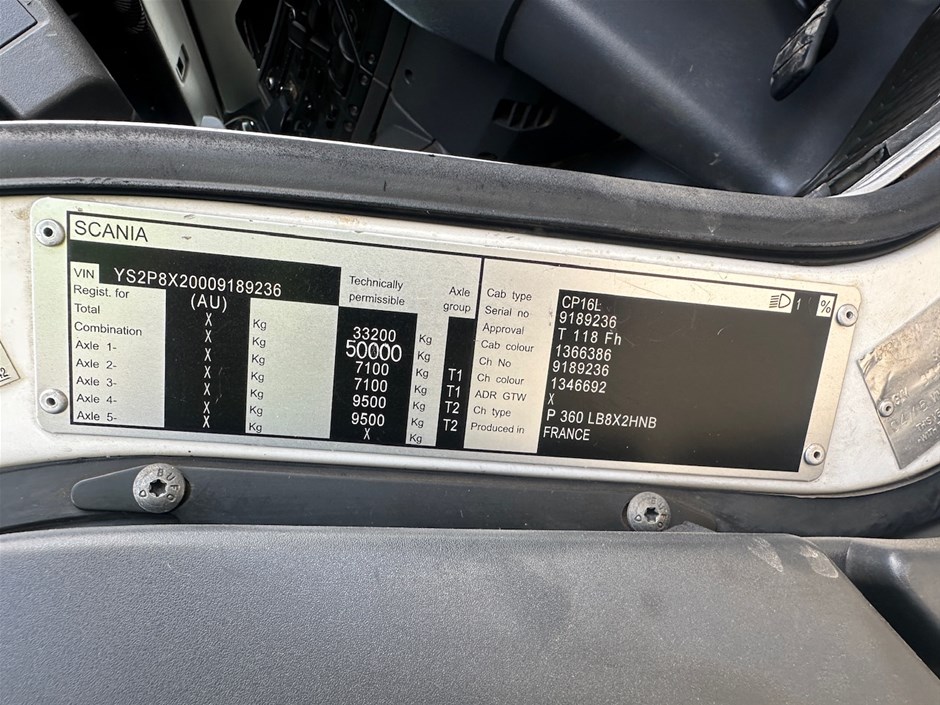 SCANIA
VIN YS2P8X20009189236
Regist. for (AU)
Total X Kg
Combination X Kg
Axle 1- X Kg
Axle 2- X Kg
Axle 3- X Kg
Axle 4- X Kg
Axle 5- X Kg
Technically
permissible
Axle
group
33200 Kg
50000 Kg
7100 Kg T1
7100 Kg T1
9500 Kg T2
9500 Kg T2
X Kg
Cab type CP16L 1 %
Serial no 9189236
Approval T 118 Fh
Cab colour 1366386
Ch No 9189236
Ch colour 1346692
ADR GTW X
Ch type P 360 LB8X2HNB
Produced in FRANCE